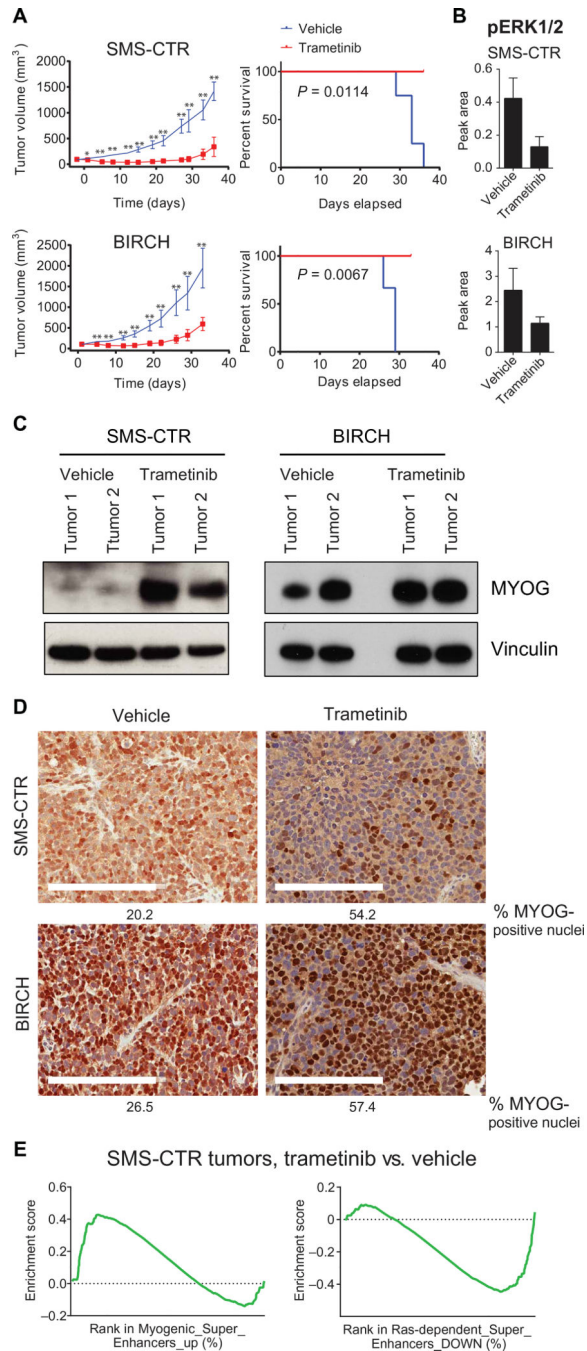 A
SMS-CTR
Tumor volume (mm³)
2000
1500
1000
500
0
* ** ** ** ** ** ** ** ** ** **
0 10 20 30 40
Time (days)
Vehicle
Trametinib
Percent survival
100
50
0
P = 0.0114
0 10 20 30 40
Days elapsed
B
pERK1/2
SMS-CTR
Peak area
0.6
0.4
0.2
0.0
Vehicle
Trametinib
BIRCH
Tumor volume (mm³)
2500
2000
1500
1000
500
0
** ** ** ** ** ** ** ** **
0 10 20 30 40
Time (days)
Percent survival
100
50
0
P = 0.0067
0 10 20 30 40
Days elapsed
BIRCH
Peak area
4
3
2
1
0
Vehicle
Trametinib
C
SMS-CTR
BIRCH
Vehicle Trametinib
Vehicle Trametinib
Tumor 1
Ttumor 2
Tumor 1
Tumor 2
Tumor 1
Tumor 2
Tumor 1
Tumor 2
MYOG
Vinculin
D
Vehicle
Trametinib
SMS-CTR
20.2
54.2
% MYOG-
positive nuclei
BIRCH
26.5
57.4
% MYOG-
positive nuclei
E
SMS-CTR tumors, trametinib vs. vehicle
Enrichment score
0.4
0.2
0.0
–0.2
Rank in Myogenic_Super_
Enhancers_up (%)
Enrichment score
0.2
0
–0.2
–0.4
Rank in Ras-dependent_Super_
Enhancers_DOWN (%)